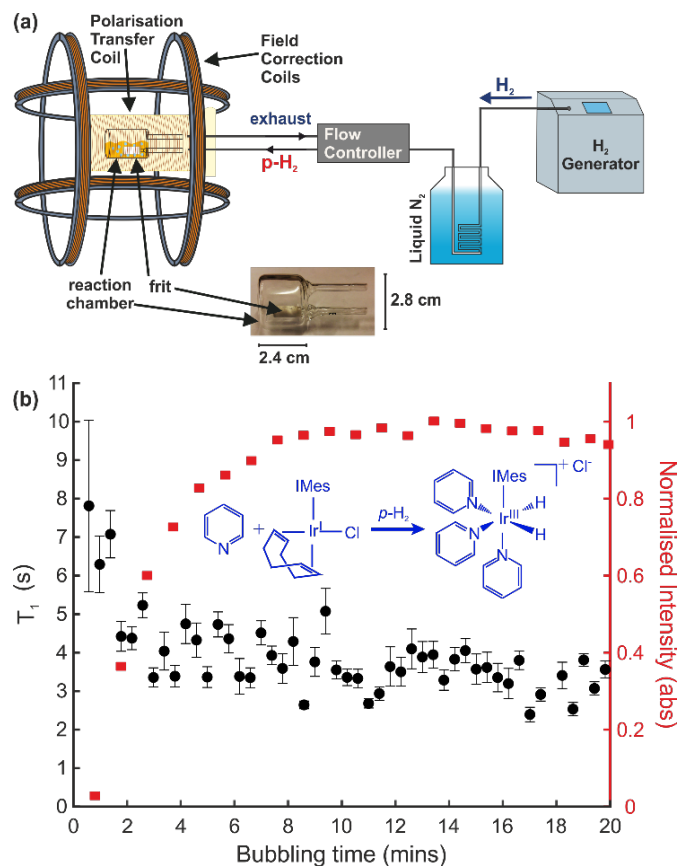 (a)
Polarisation
Transfer
Coil
Field
Correction
Coils
exhaust
p-H₂
Flow
Controller
H₂
H₂
Generator
Liquid N₂
reaction
chamber
frit
2.8 cm
2.4 cm
(b)
11
10
9
8
7
6
5
4
3
2
1
0
T₁ (s)
1
0.8
0.6
0.4
0.2
0
Normalised Intensity (abs)
N
+
IMes
Irᴵ
Cl
p-H₂
IMes
+ Cl⁻
N
N
N
Irᴵᴵᴵ
H
H
0 2 4 6 8 10 12 14 16 18 20
Bubbling time (mins)